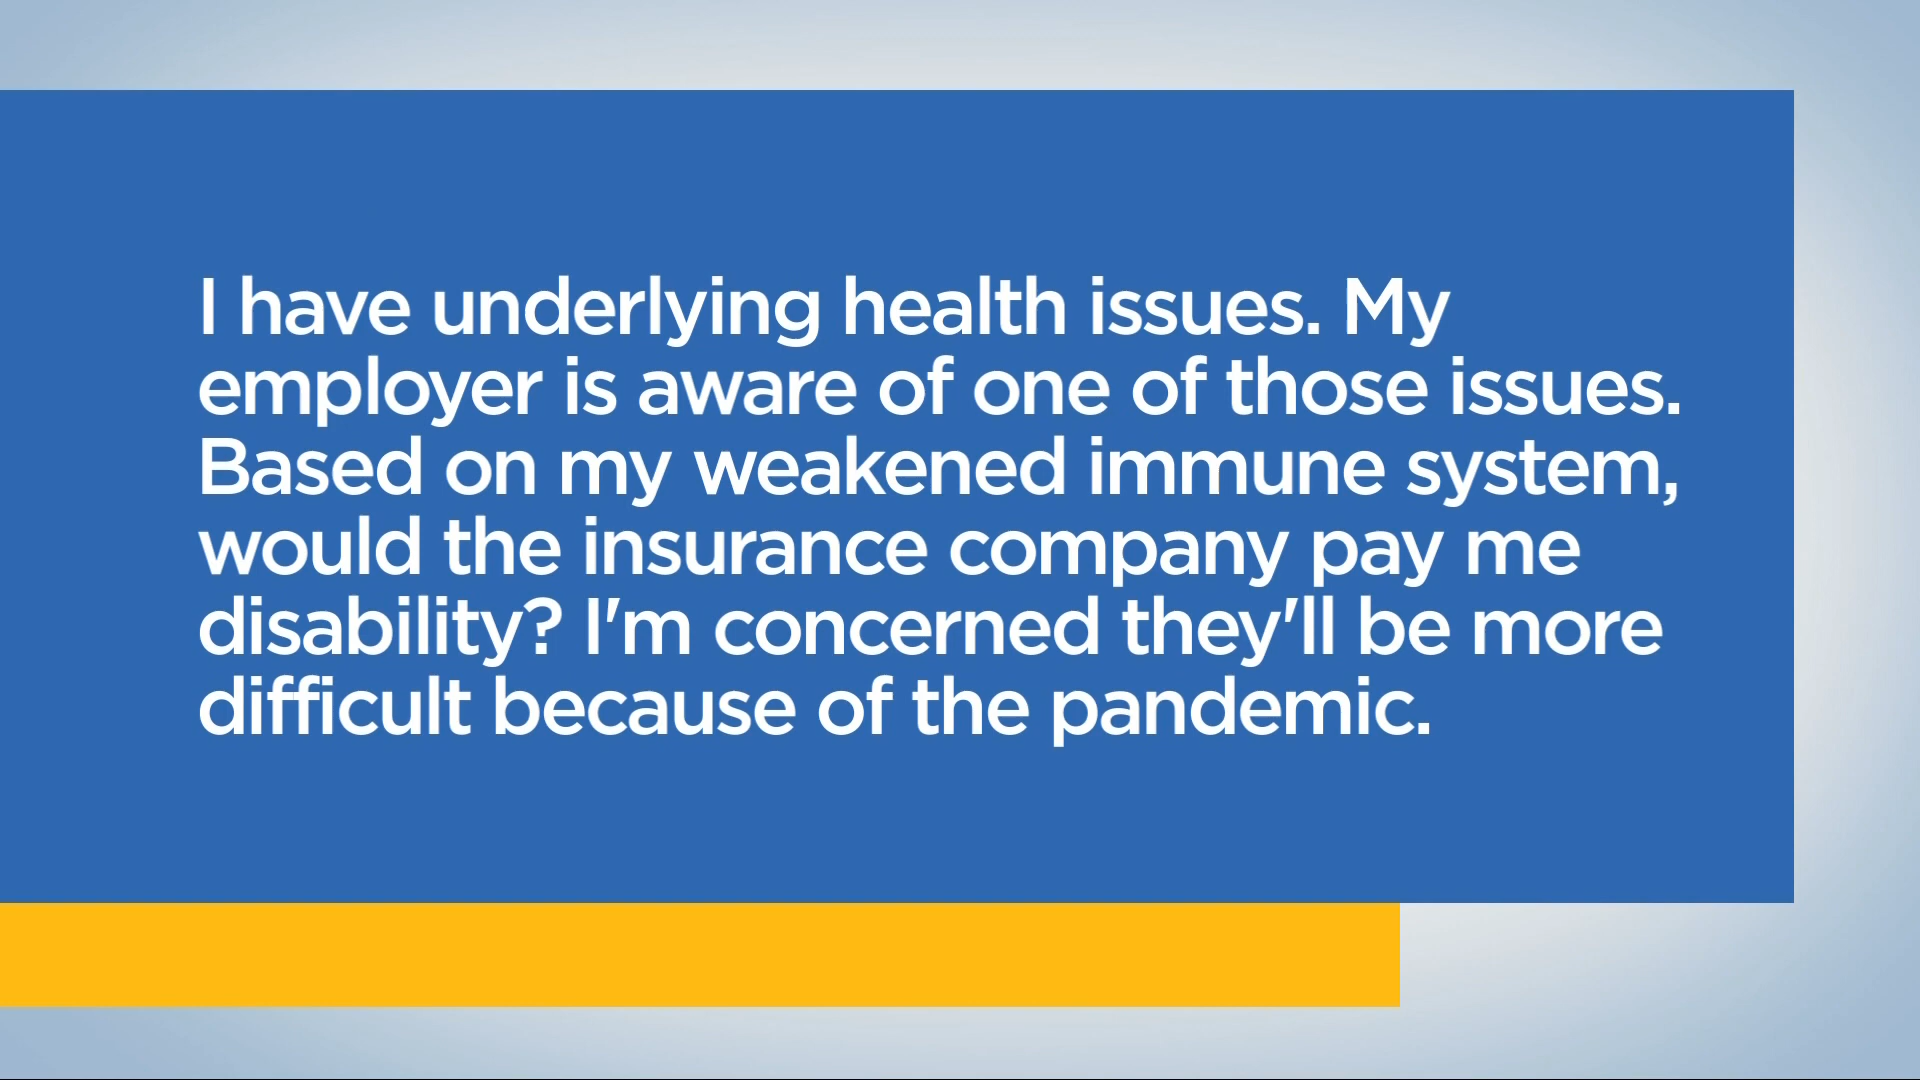 I have underlying health issues. My
employer is aware of one of those issues.
Based on my weakened immune system,
would the insurance company pay me
disability? I'm concerned they'll be more
difficult because of the pandemic.